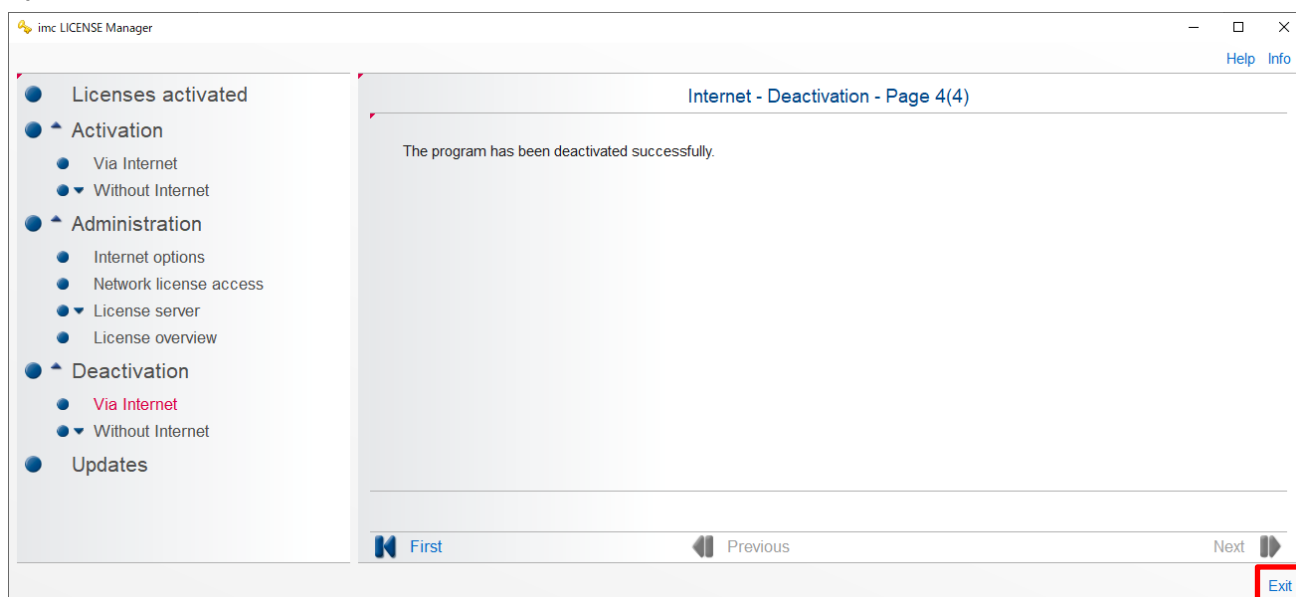 imc LICENSE Manager
Help Info
Licenses activated
Activation
Via Internet
Without Internet
Administration
Internet options
Network license access
License server
License overview
Deactivation
Via Internet
Without Internet
Updates
Internet - Deactivation - Page 4(4)
The program has been deactivated successfully.
First Previous Next
Exit